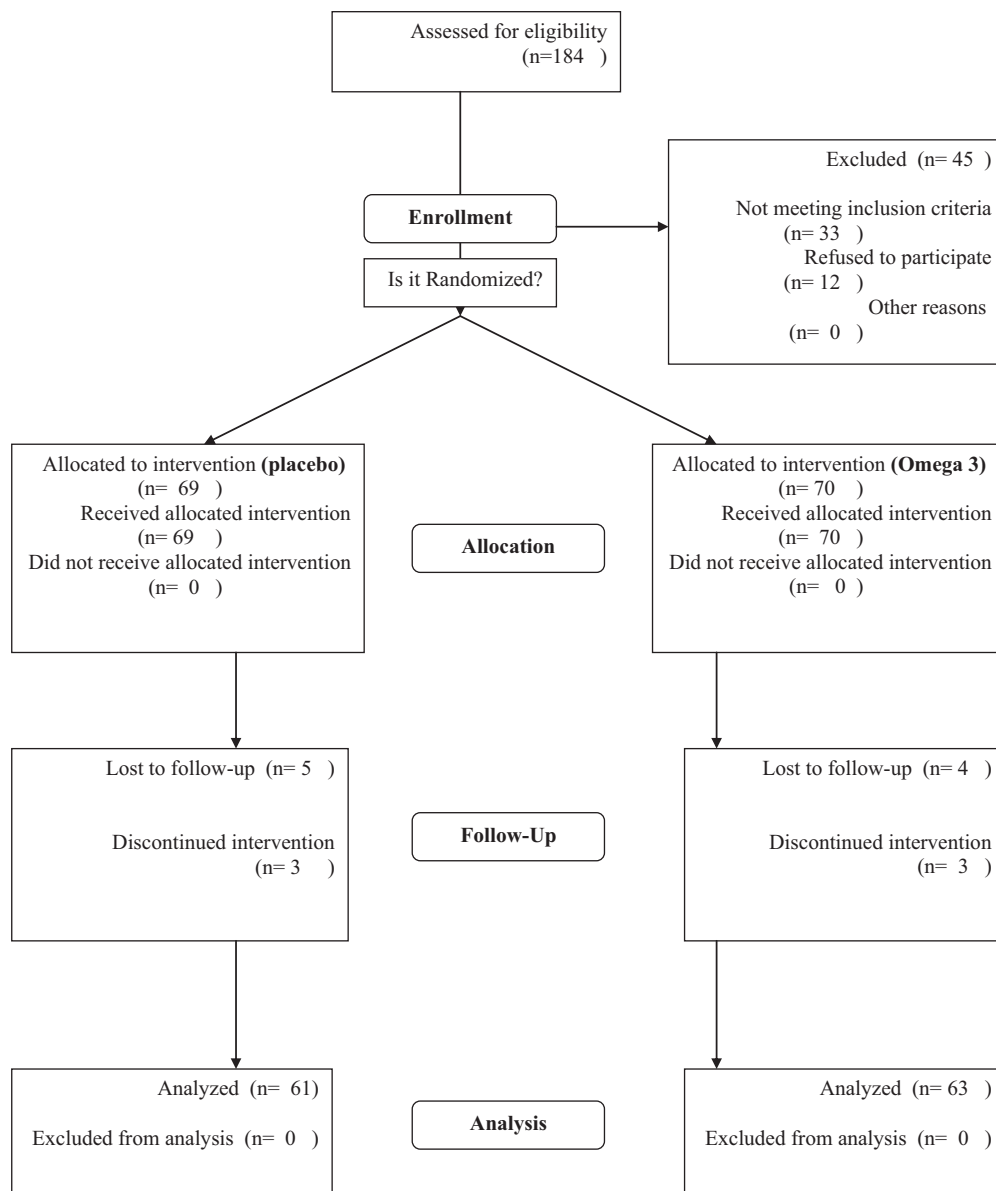 Assessed for eligibility
(n=184 )
Excluded (n= 45 )
Not meeting inclusion criteria
(n= 33 )
Refused to participate
(n= 12 )
Other reasons
(n= 0 )
Enrollment
Is it Randomized?
Allocated to intervention (placebo)
(n= 69 )
Received allocated intervention
(n= 69 )
Did not receive allocated intervention
(n= 0 )
Allocation
Allocated to intervention (Omega 3)
(n= 70 )
Received allocated intervention
(n= 70 )
Did not receive allocated intervention
(n= 0 )
Lost to follow-up (n= 5 )
Discontinued intervention
(n= 3 )
Follow-Up
Lost to follow-up (n= 4 )
Discontinued intervention
(n= 3 )
Analyzed (n= 61)
Excluded from analysis (n= 0 )
Analysis
Analyzed (n= 63 )
Excluded from analysis (n= 0 )